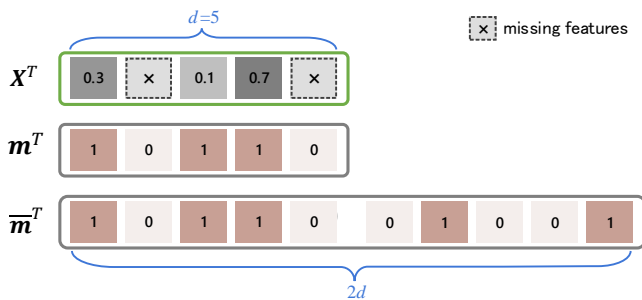 d=5
× missing features
X^T 0.3 × 0.1 0.7 ×
m^T 1 0 1 1 0
m̅^T 1 0 1 1 0 0 1 0 0 1
2d